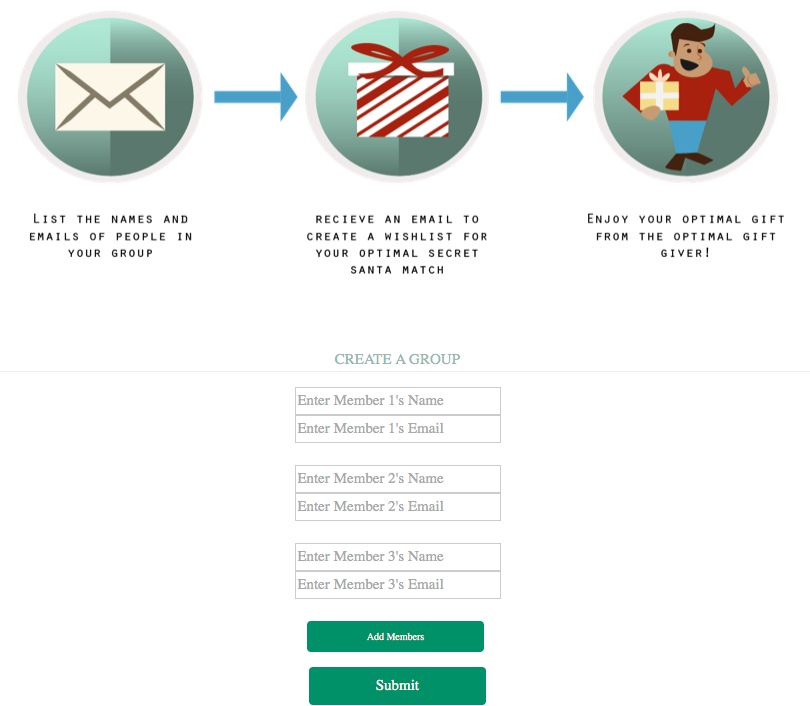 List the names and
emails of people in
your group
recieve an email to
create a wishlist for
your optimal secret
santa match
Enjoy your optimal gift
from the optimal gift
giver!
CREATE A GROUP
Enter Member 1's Name
Enter Member 1's Email
Enter Member 2's Name
Enter Member 2's Email
Enter Member 3's Name
Enter Member 3's Email
Add Members
Submit